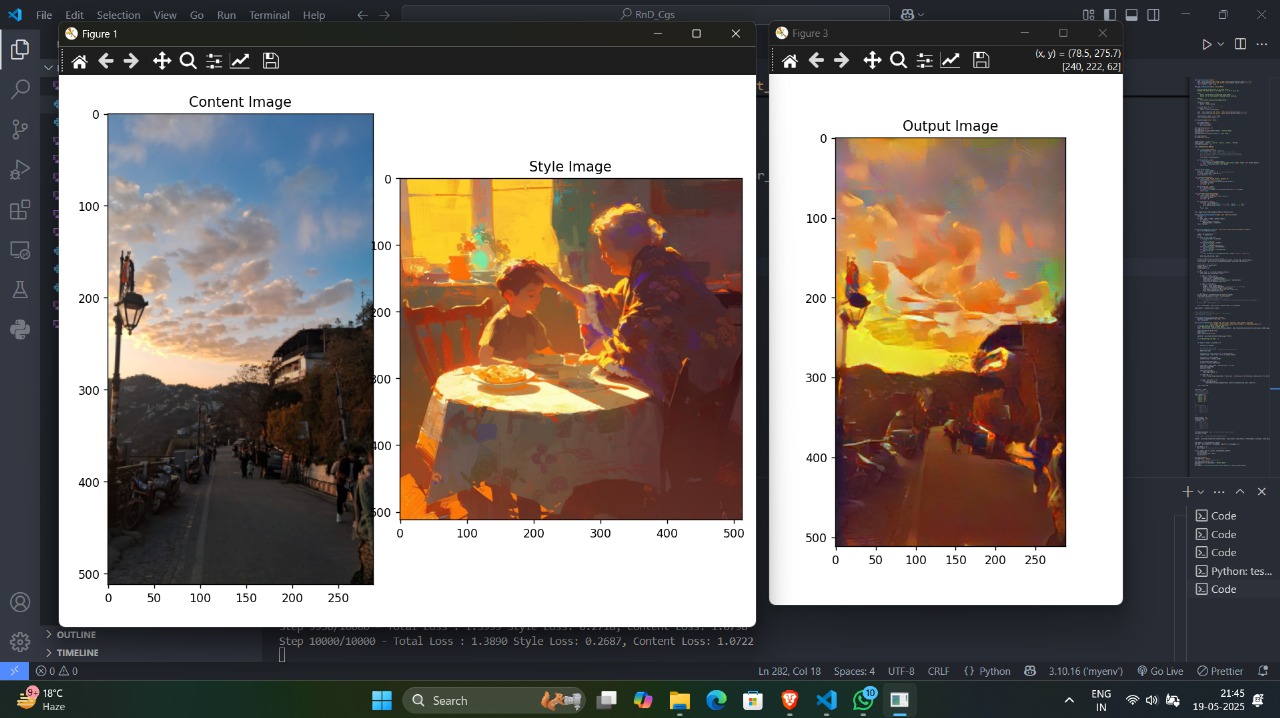 File Edit Selection View Go Run Terminal Help
RnD_Cgs
Figure 1
Figure 3
(x, y) = (78.5, 275.7)
[240, 222, 62]
Content Image
0
100
200
300
400
500
0 50 100 150 200 250
yle Image
0
100
200
300
400
500
0 100 200 300 400 500
Output Image
0
100
200
300
400
500
0 50 100 150 200 250
Code
Code
Code
Python: tes...
Code
OUTLINE
TIMELINE
Step 10000/10000 - Total Loss : 1.3890 Style Loss: 0.2687, Content Loss: 1.0722
0 0
Ln 282, Col 18 Spaces: 4 UTF-8 CRLF {} Python 3.10.16 ('myenv') Go Live Prettier
9+
18°C
Haze
Search
10
ENG
IN
21:45
19-05-2025